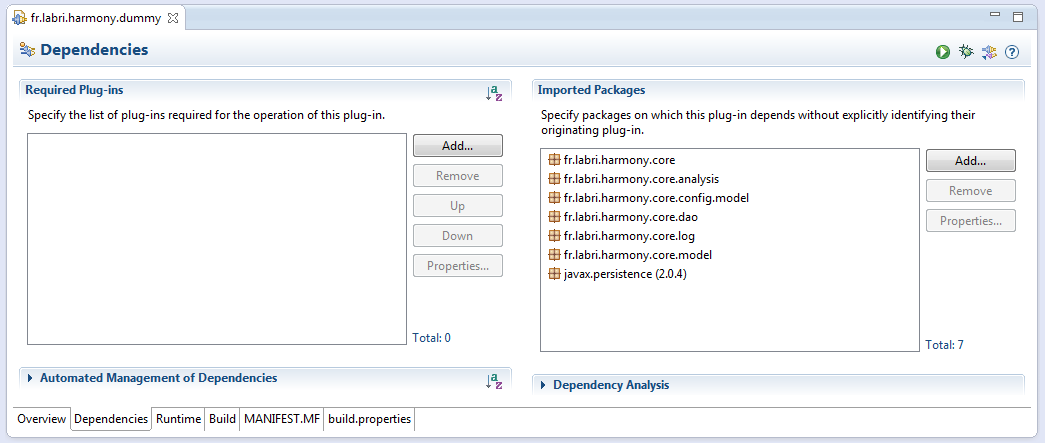 fr.labri.harmony.dummy
Dependencies
Required Plug-ins
Specify the list of plug-ins required for the operation of this plug-in.
Add...
Remove
Up
Down
Properties...
Total: 0
Automated Management of Dependencies
Imported Packages
Specify packages on which this plug-in depends without explicitly identifying their
originating plug-in.
fr.labri.harmony.core
fr.labri.harmony.core.analysis
fr.labri.harmony.core.config.model
fr.labri.harmony.core.dao
fr.labri.harmony.core.log
fr.labri.harmony.core.model
javax.persistence (2.0.4)
Add...
Remove
Properties...
Total: 7
Dependency Analysis
Overview Dependencies Runtime Build MANIFEST.MF build.properties